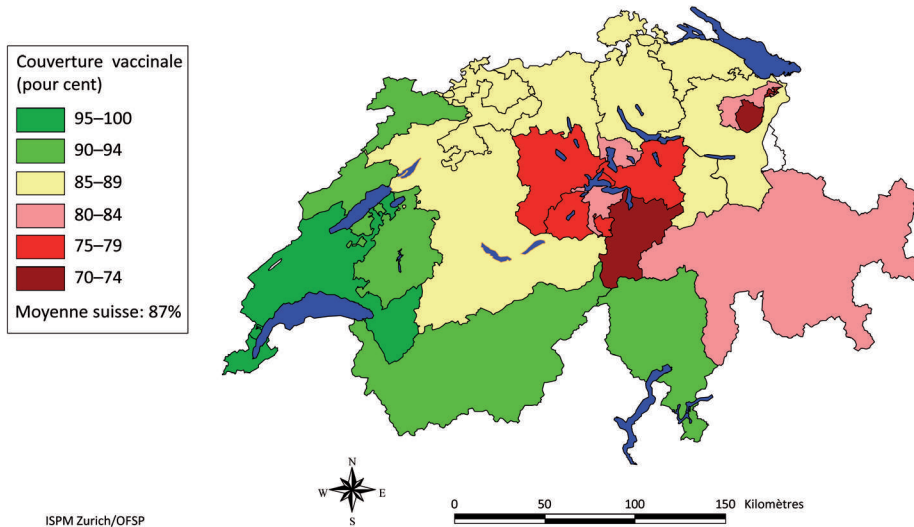 Couverture vaccinale
(pour cent)
95–100
90–94
85–89
80–84
75–79
70–74
Moyenne suisse: 87%
N
W E
S
0 50 100 150 Kilomètres
ISPM Zurich/OFSP